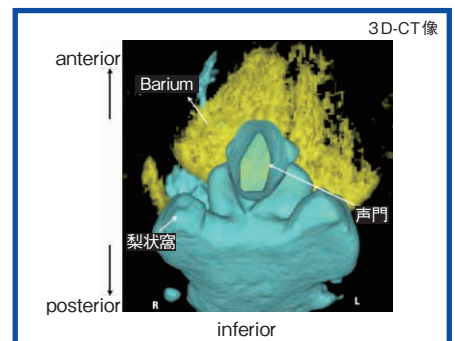 3D-CT像
anterior
Barium
声門
梨状窩
posterior
R
L
inferior